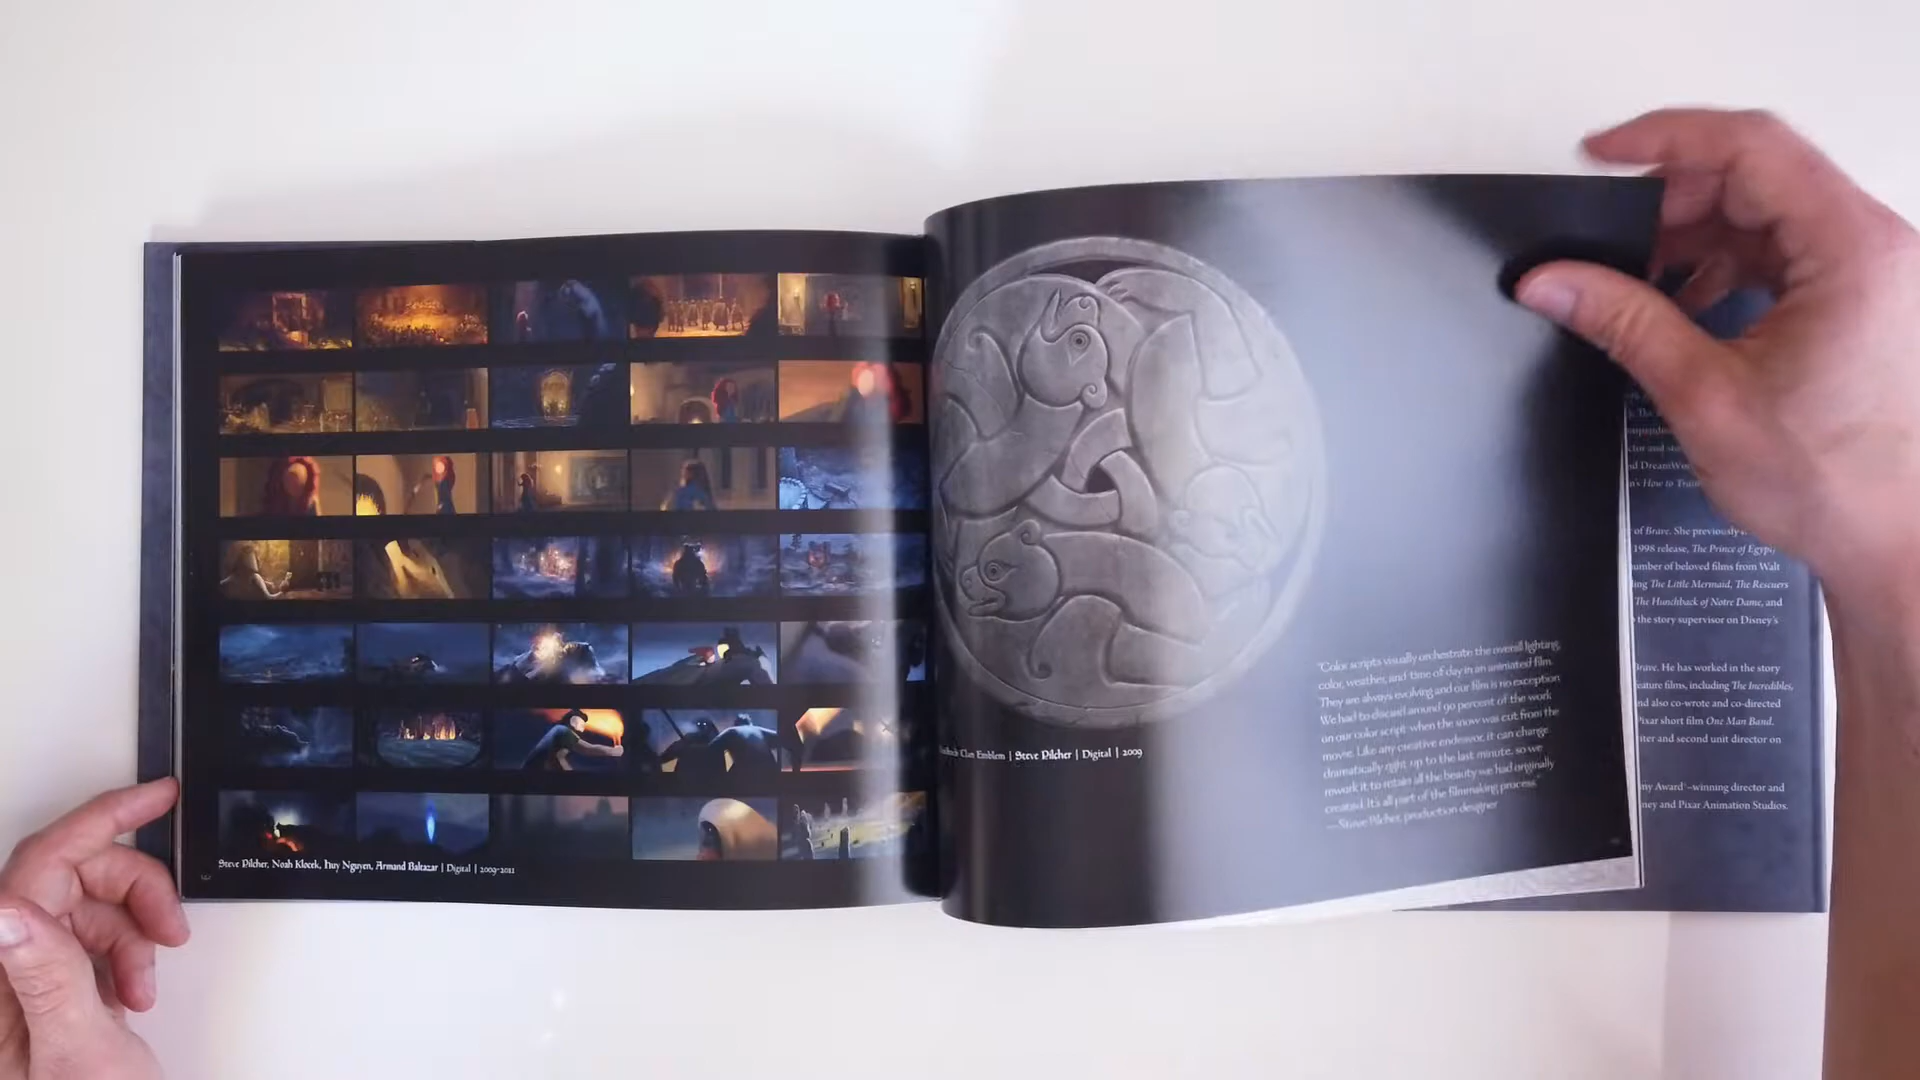 Steve Pilcher, Noah Klocek, Huy Nguyen, Armand Baltazar | Digital | 2009-2011
Clan Emblem | Steve Pilcher | Digital | 2009
"Color scripts visually orchestrate the overall lighting,
color, weather, and time of day in an animated film.
They are always evolving and our film is no exception.
We had to discard around 90 percent of the work
on our color script when the snow was cut from the
movie. Like any creative endeavor, it can change
dramatically right up to the last minute, so we
rework it to retain all the beauty we had originally
created. It's all part of the filmmaking process."
—Steve Pilcher, production designer
and DreamWor
n's How to Train
of Brave. She previously
1998 release, The Prince of Egypt,
number of beloved films from Walt
ing The Little Mermaid, The Rescuers
The Hunchback of Notre Dame, and
the story supervisor on Disney's
Brave. He has worked in the story
eature films, including The Incredibles,
nd also co-wrote and co-directed
Pixar short film One Man Band.
iter and second unit director on
ny Award®-winning director and
ney and Pixar Animation Studios.